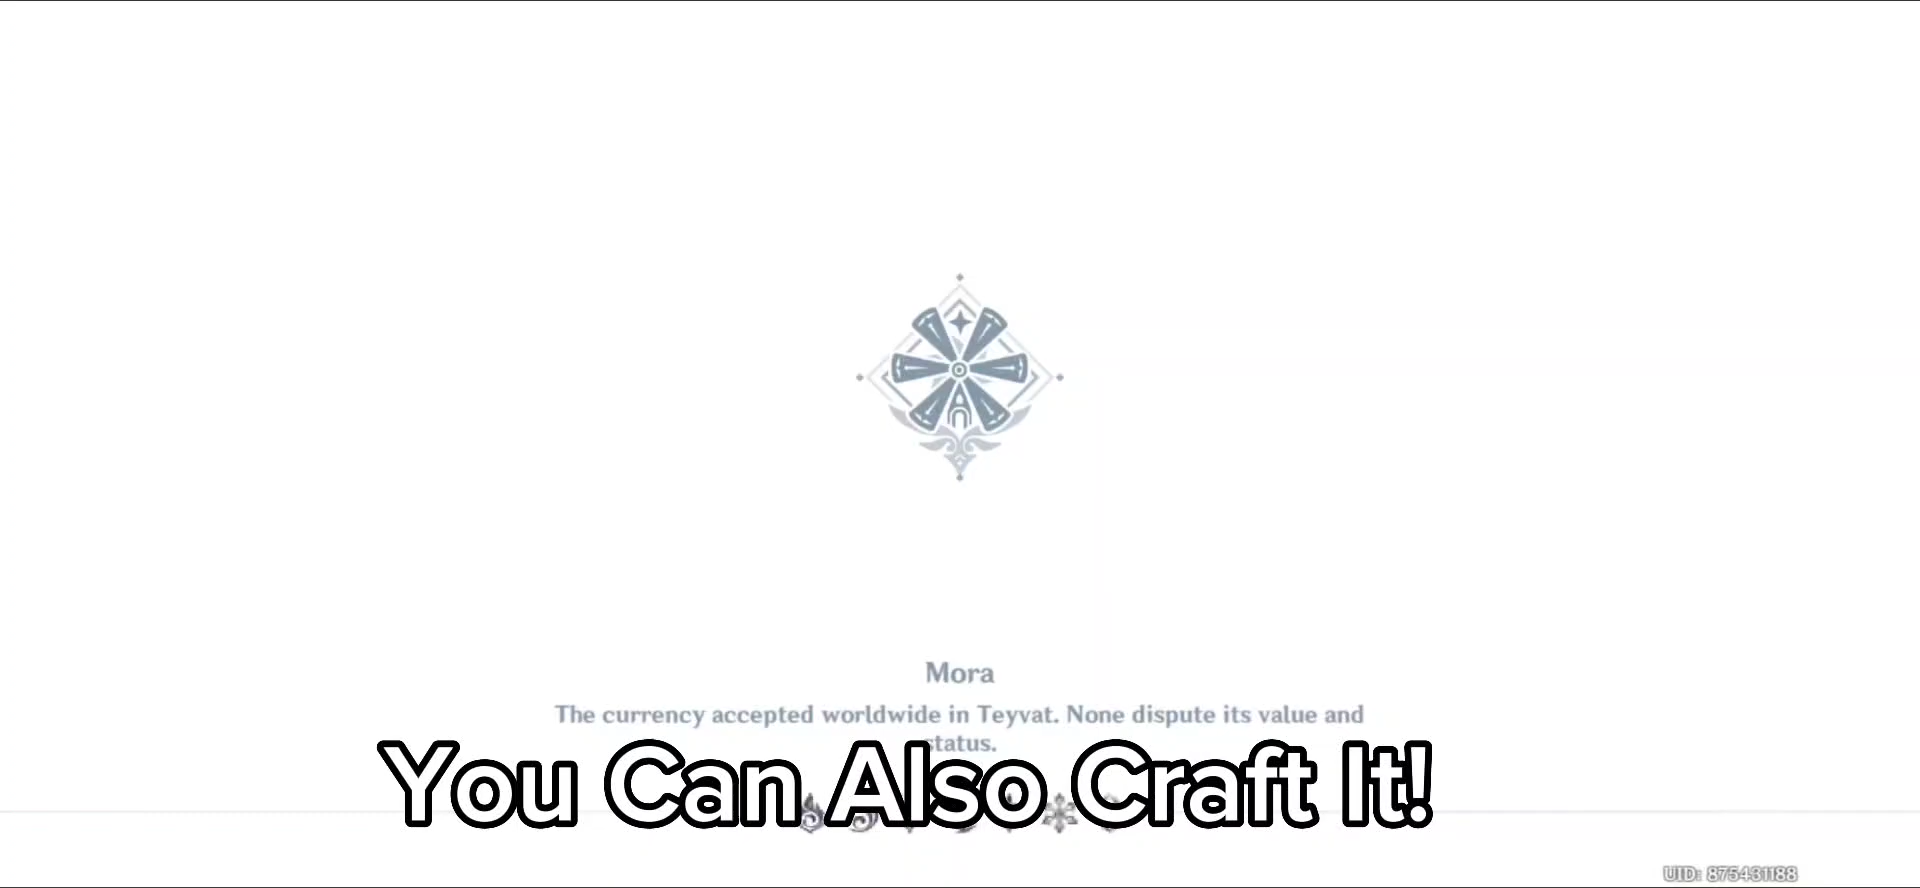 Mora
The currency accepted worldwide in Teyvat. None dispute its value and
status.
You Can Also Craft It!
UID: 875431188